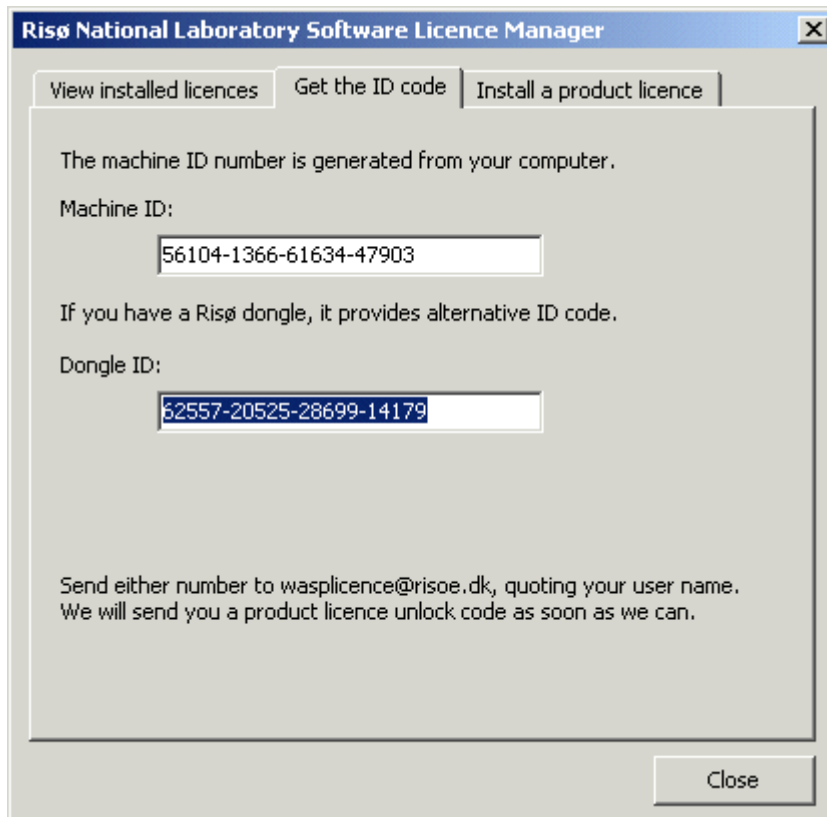 Risø National Laboratory Software Licence Manager
View installed licences Get the ID code Install a product licence
The machine ID number is generated from your computer.
Machine ID:
56104-1366-61634-47903
If you have a Risø dongle, it provides alternative ID code.
Dongle ID:
62557-20525-28699-14179
Send either number to wasplicence@risoe.dk, quoting your user name.
We will send you a product licence unlock code as soon as we can.
Close